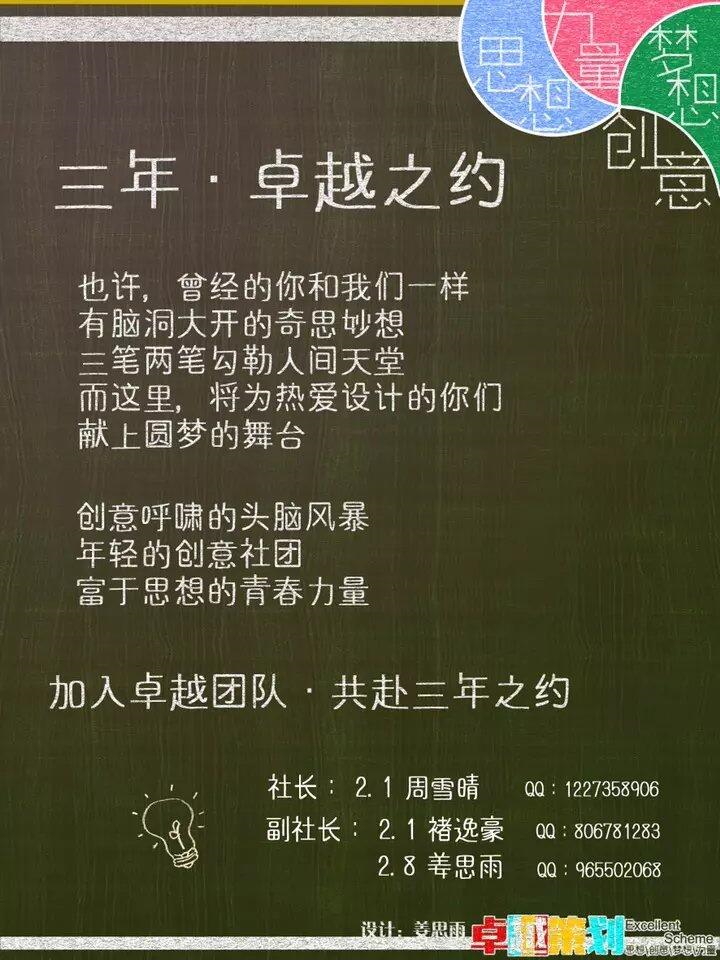 思想
力量
梦想
创意
三年·卓越之约
也许，曾经的你和我们一样
有脑洞大开的奇思妙想
三笔两笔勾勒人间天堂
而这里，将为热爱设计的你们
献上圆梦的舞台
创意呼啸的头脑风暴
年轻的创意社团
富于思想的青春力量
加入卓越团队·共赴三年之约
社长：2.1 周雪晴 QQ：1227358906
副社长：2.1 褚逸豪 QQ：806781283
2.8 姜思雨 QQ：965502068
设计：姜思雨 卓越策划 Excellent
Scheme
思想\创意\梦想\力量